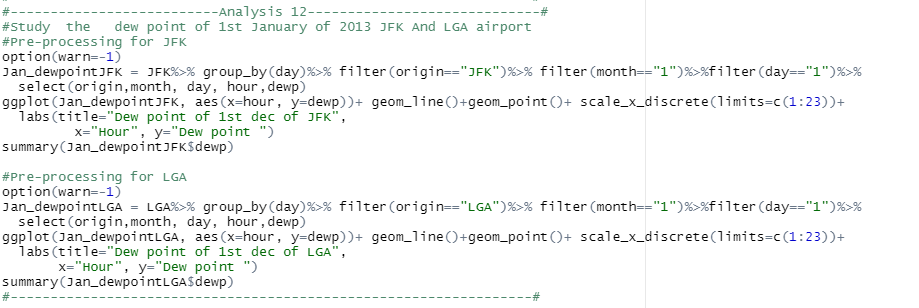 #--------------------------Analysis 12-----------------------------#
#Study  the   dew point of 1st January of 2013 JFK And LGA airport
#Pre-processing for JFK
option(warn=-1)
Jan_dewpointJFK = JFK%>% group_by(day)%>% filter(origin=="JFK")%>% filter(month=="1")%>%filter(day=="1")%>%
  select(origin,month, day, hour,dewp)
ggplot(Jan_dewpointJFK, aes(x=hour, y=dewp))+ geom_line()+geom_point()+ scale_x_discrete(limits=c(1:23))+
  labs(title="Dew point of 1st dec of JFK",
         x="Hour", y="Dew point ")
summary(Jan_dewpointJFK$dewp)

#Pre-processing for LGA
option(warn=-1)
Jan_dewpointLGA = LGA%>% group_by(day)%>% filter(origin=="LGA")%>% filter(month=="1")%>%filter(day=="1")%>%
  select(origin,month, day, hour,dewp)
ggplot(Jan_dewpointLGA, aes(x=hour, y=dewp))+ geom_line()+geom_point()+ scale_x_discrete(limits=c(1:23))+
  labs(title="Dew point of 1st dec of LGA",
       x="Hour", y="Dew point ")
summary(Jan_dewpointLGA$dewp)
#------------------------------------------------------------------#